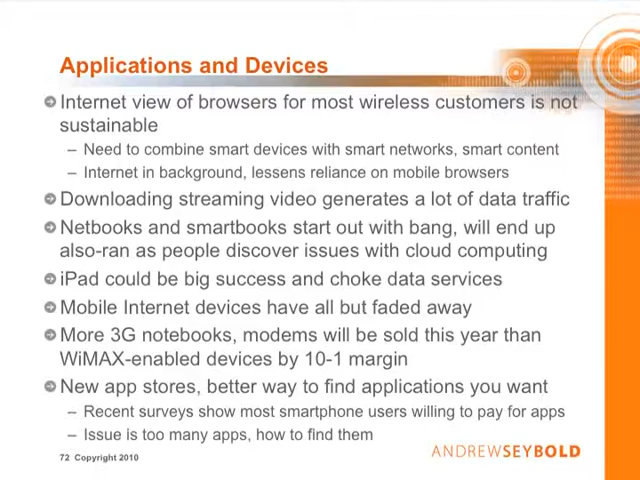 Applications and Devices
Internet view of browsers for most wireless customers is not
sustainable
– Need to combine smart devices with smart networks, smart content
– Internet in background, lessens reliance on mobile browsers
Downloading streaming video generates a lot of data traffic
Netbooks and smartbooks start out with bang, will end up
also-ran as people discover issues with cloud computing
iPad could be big success and choke data services
Mobile Internet devices have all but faded away
More 3G notebooks, modems will be sold this year than
WiMAX-enabled devices by 10-1 margin
New app stores, better way to find applications you want
– Recent surveys show most smartphone users willing to pay for apps
– Issue is too many apps, how to find them
72 Copyright 2010
ANDREWSEYBOLD